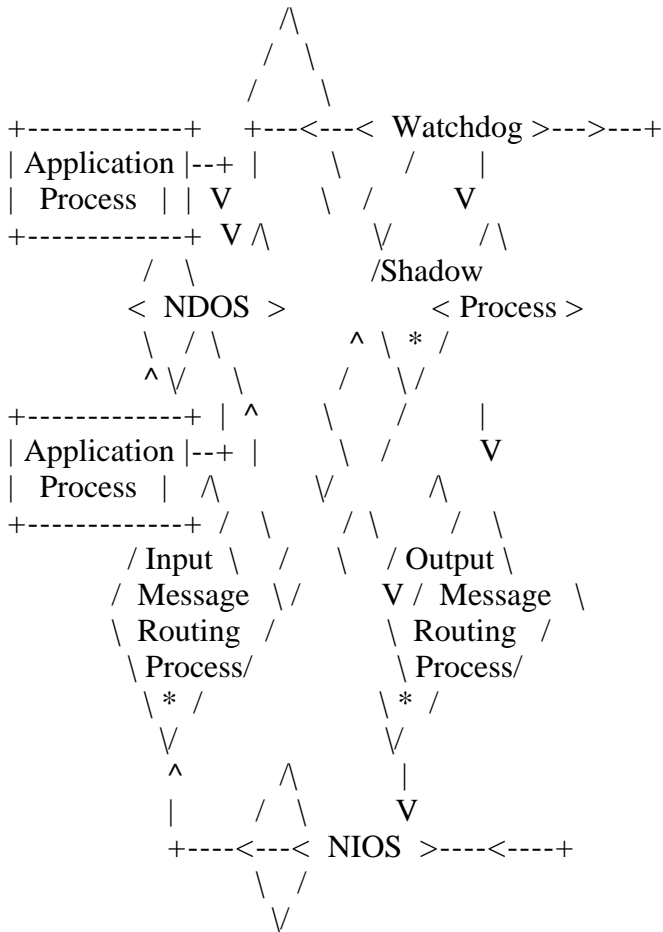 /\
/  \
/    \
/      \
+-------------+   +---<---<  Watchdog >--->---+
| Application |--+ |         \       /       |
|   Process   | |  V          \   /         V
+-------------+  V /\          \/         / \
/   \               /Shadow
<  NDOS  >               < Process >
\   /  \            ^  \  *  /
^ \/     \          /     \ /
+-------------+  | ^       \       /         |
| Application |--+ |         \   /          V
|   Process   |   /\         \/         /\
+-------------+  /   \       / \        /  \
/ Input  \    /     \    / Output \
/  Message   \ /        V /  Message   \
\  Routing   /            \  Routing   /
\ Process/                \ Process/
\  *  /                   \  *  /
\/                        \/
^           /\            |
|         /   \           V
+----<---<  NIOS  >----<----+
\   /
\/